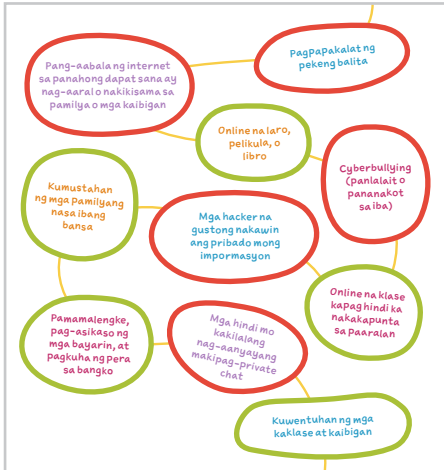 Pagpapakalat ng
pekeng balita
Pang-aabala ng internet
sa panahong dapat sana ay
nag-aaral o nakikisama sa
pamilya o mga kaibigan
Online na laro,
pelikula, o
libro
Cyberbullying
(panlalait o
pananakot
sa iba)
Kumustahan
ng mga pamilyang
nasa ibang
bansa
Mga hacker na
gustong nakawin
ang pribado mong
impormasyon
Online na klase
kapag hindi ka
nakakapunta
sa paaralan
Pamamalengke,
pag-asikaso ng
mga bayarin, at
pagkuha ng pera
sa bangko
Mga hindi mo
kakilalang
nag-aanyayang
makipag-private
chat
Kuwentuhan ng mga
kaklase at kaibigan